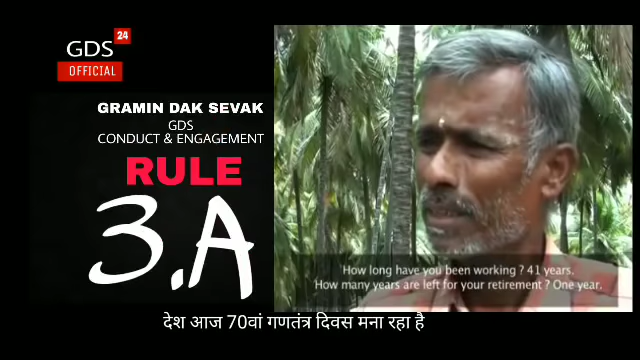 GDS 24
OFFICIAL
GRAMIN DAK SEVAK
GDS
CONDUCT & ENGAGEMENT
RULE
3.A
How long have you been working ? 41 years.
How many years are left for your retirement ? One year.
देश आज 70वां गणतंत्र दिवस मना रहा है